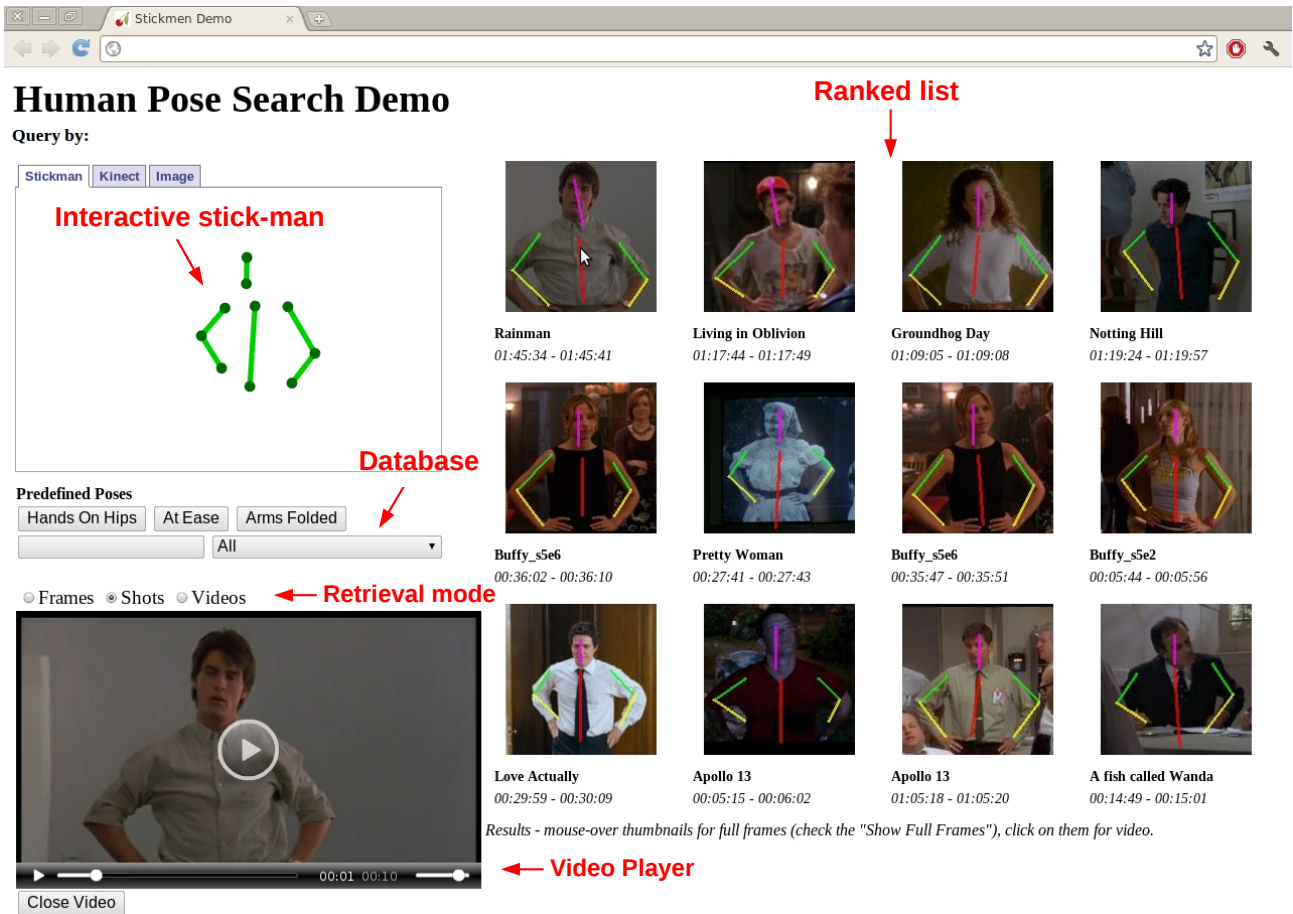 Stickmen Demo
Human Pose Search Demo
Query by:
Stickman Kinect Image
Interactive stick-man
Database
Predefined Poses
Hands On Hips At Ease Arms Folded
All
Frames Shots Videos
Retrieval mode
00:01 00:10
Video Player
Close Video
Ranked list
Rainman Living in Oblivion Groundhog Day Notting Hill
01:45:34 - 01:45:41 01:17:44 - 01:17:49 01:09:05 - 01:09:08 01:19:24 - 01:19:57
Buffy_s5e6 Pretty Woman Buffy_s5e6 Buffy_s5e2
00:36:02 - 00:36:10 00:27:41 - 00:27:43 00:35:47 - 00:35:51 00:05:44 - 00:05:56
Love Actually Apollo 13 Apollo 13 A fish called Wanda
00:29:59 - 00:30:09 00:05:15 - 00:06:02 01:05:18 - 01:05:20 00:14:49 - 00:15:01
Results - mouse-over thumbnails for full frames (check the "Show Full Frames"), click on them for video.